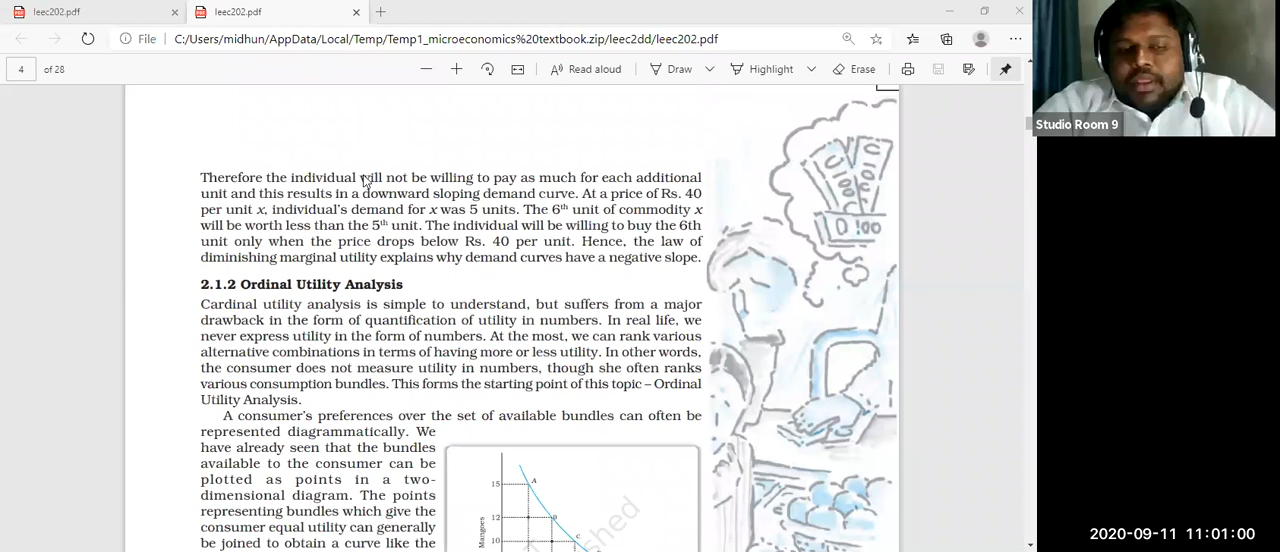 leec202.pdf
leec202.pdf
File C:/Users/midhun/AppData/Local/Temp/Temp1_microeconomics%20textbook.zip/leec2dd/leec202.pdf
4 of 28
Read aloud
Draw
Highlight
Erase
Studio Room 9
Therefore the individual will not be willing to pay as much for each additional
unit and this results in a downward sloping demand curve. At a price of Rs. 40
per unit x, individual's demand for x was 5 units. The 6th unit of commodity x
will be worth less than the 5th unit. The individual will be willing to buy the 6th
unit only when the price drops below Rs. 40 per unit. Hence, the law of
diminishing marginal utility explains why demand curves have a negative slope.
2.1.2 Ordinal Utility Analysis
Cardinal utility analysis is simple to understand, but suffers from a major
drawback in the form of quantification of utility in numbers. In real life, we
never express utility in the form of numbers. At the most, we can rank various
alternative combinations in terms of having more or less utility. In other words,
the consumer does not measure utility in numbers, though she often ranks
various consumption bundles. This forms the starting point of this topic – Ordinal
Utility Analysis.
A consumer's preferences over the set of available bundles can often be
represented diagrammatically. We
have already seen that the bundles
available to the consumer can be
plotted as points in a two-
dimensional diagram. The points
representing bundles which give the
consumer equal utility can generally
be joined to obtain a curve like the
15
A
12
B
10
C
Mangoes
2020-09-11 11:01:00